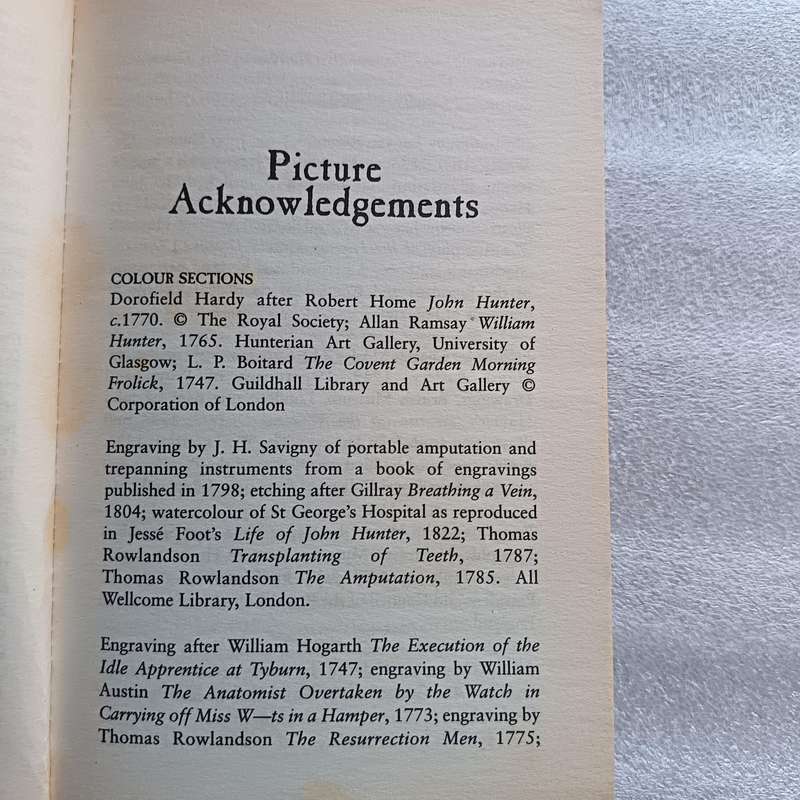 Picture
Acknowledgements
COLOUR SECTIONS
Dorofield Hardy after Robert Home John Hunter,
c.1770. © The Royal Society; Allan Ramsay William
Hunter, 1765. Hunterian Art Gallery, University of
Glasgow; L. P. Boitard The Covent Garden Morning
Frolick, 1747. Guildhall Library and Art Gallery ©
Corporation of London
Engraving by J. H. Savigny of portable amputation and
trepanning instruments from a book of engravings
published in 1798; etching after Gillray Breathing a Vein,
1804; watercolour of St George's Hospital as reproduced
in Jessé Foot's Life of John Hunter, 1822; Thomas
Rowlandson Transplanting of Teeth, 1787;
Thomas Rowlandson The Amputation, 1785. All
Wellcome Library, London.
Engraving after William Hogarth The Execution of the
Idle Apprentice at Tyburn, 1747; engraving by William
Austin The Anatomist Overtaken by the Watch in
Carrying off Miss W—ts in a Hamper, 1773; engraving by
Thomas Rowlandson The Resurrection Men, 1775;